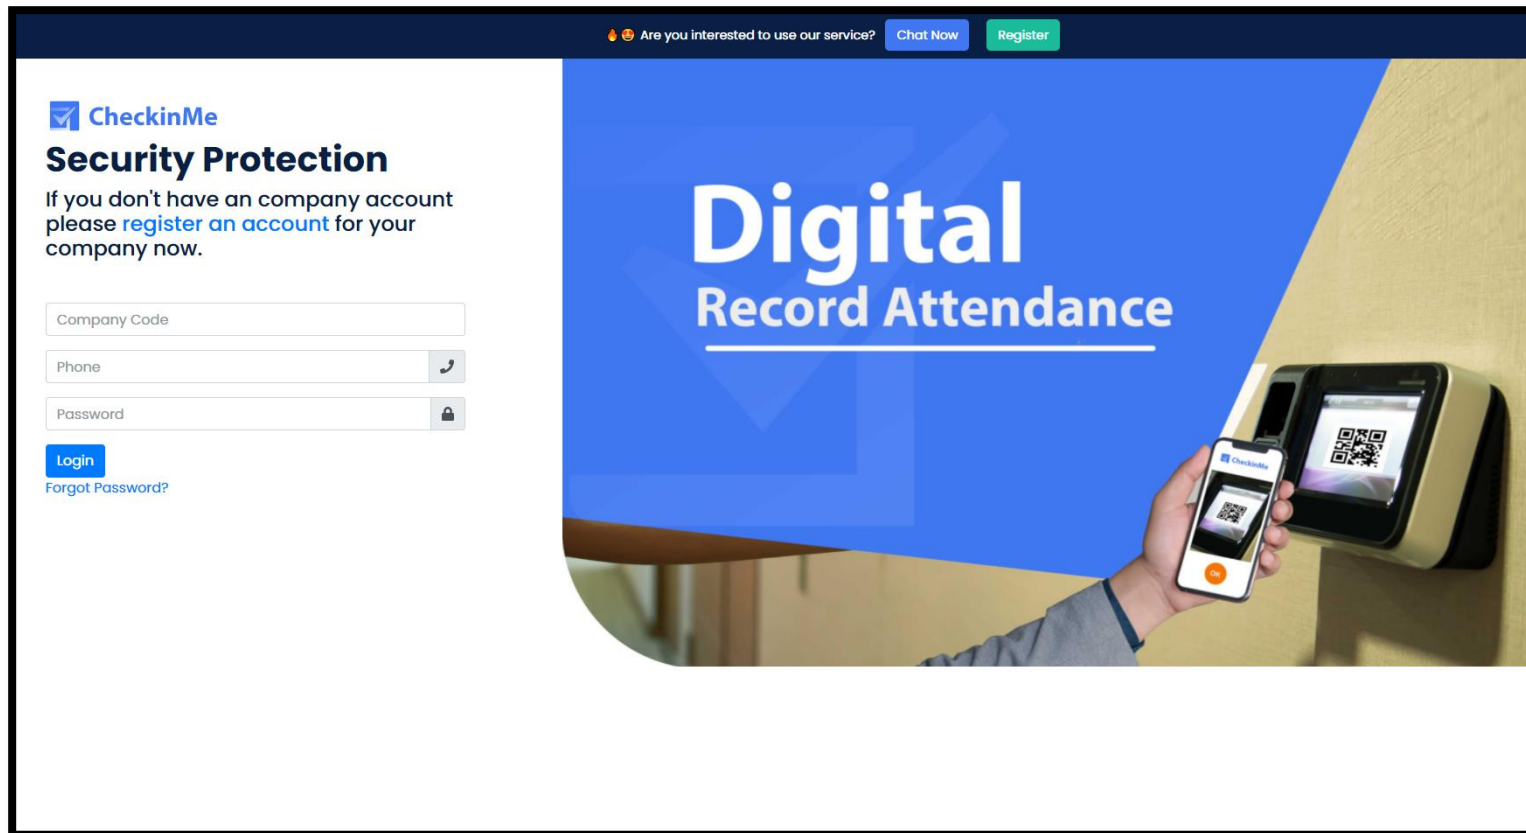 🔥🤩 Are you interested to use our service? Chat Now Register
CheckinMe
Security Protection
If you don't have an company account
please register an account for your
company now.
Company Code
Phone
Password
Login
Forgot Password?
Digital
Record Attendance
CheckinMe
OK